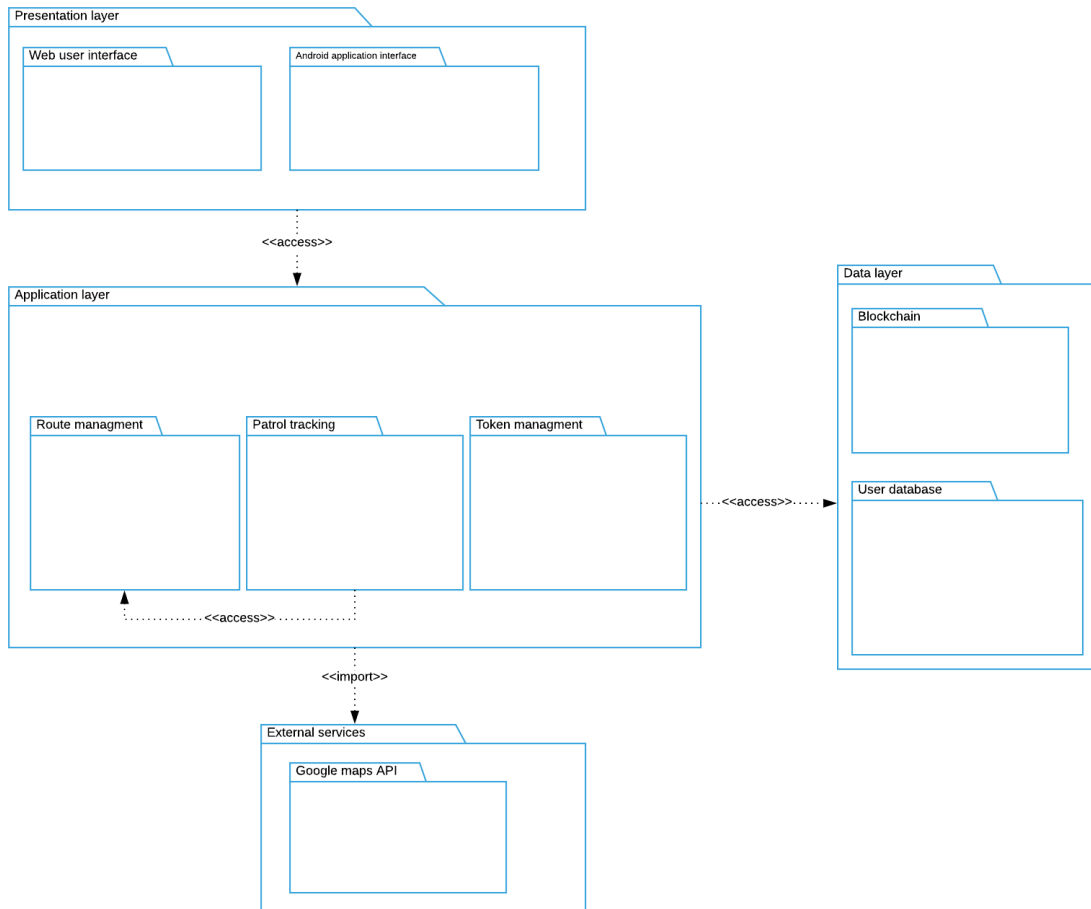 Presentation layer
Web user interface
Android application interface
<<access>>
Application layer
Data layer
Blockchain
Route managment
Patrol tracking
Token managment
User database
<<access>>
<<access>>
<<import>>
External services
Google maps API